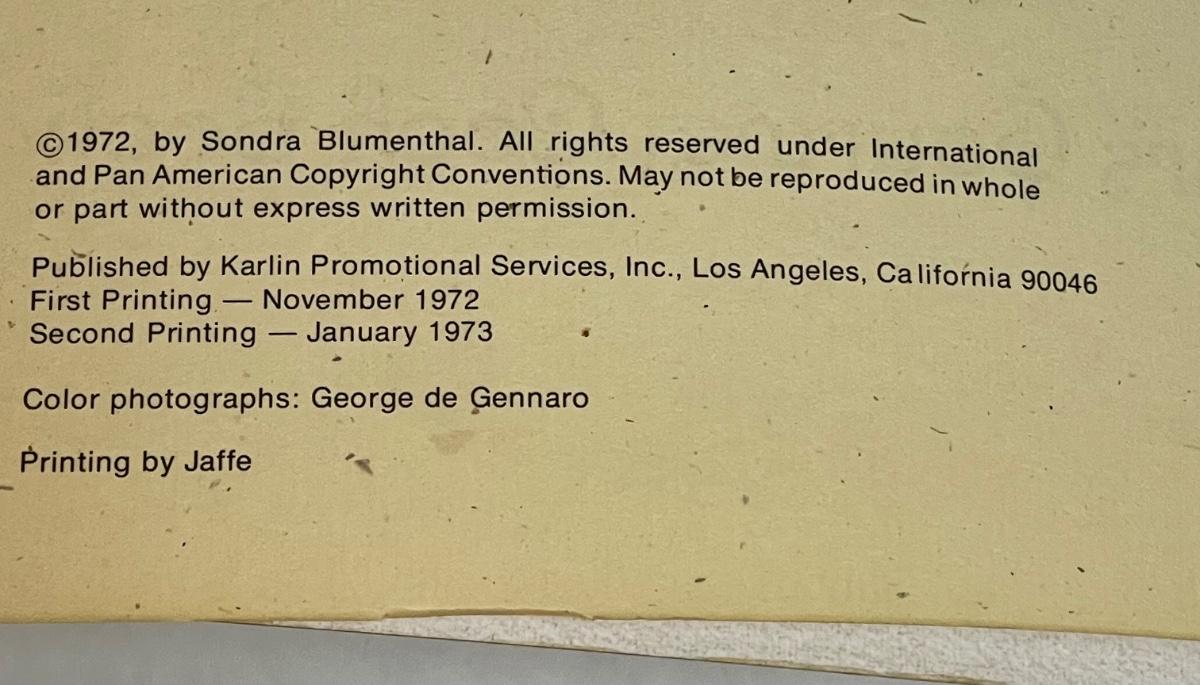 ©1972, by Sondra Blumenthal. All rights reserved under International
and Pan American Copyright Conventions. May not be reproduced in whole
or part without express written permission.
Published by Karlin Promotional Services, Inc., Los Angeles, California 90046
First Printing — November 1972
Second Printing — January 1973
Color photographs: George de Gennaro
Printing by Jaffe